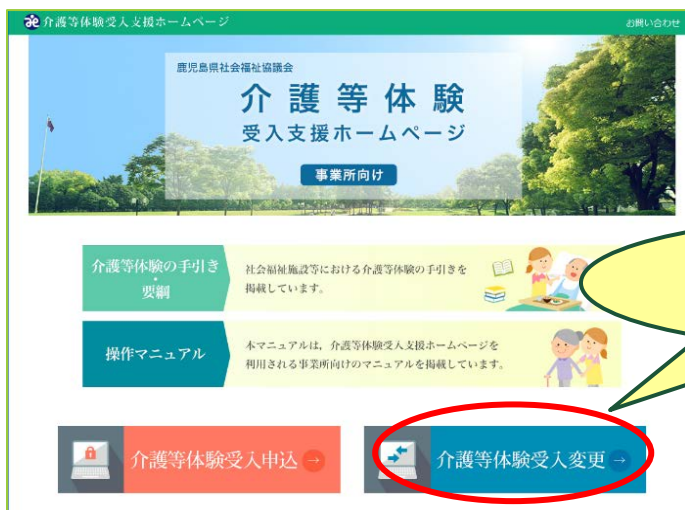 介護等体験受入支援ホームページ
お問い合わせ
鹿児島県社会福祉協議会
介護等体験
受入支援ホームページ
事業所向け
介護等体験の手引き
・
要綱
社会福祉施設等における介護等体験の手引きを
掲載しています。
操作マニュアル
本マニュアルは，介護等体験受入支援ホームページを
利用される事業所向けのマニュアルを掲載しています。
介護等体験受入申込 →
介護等体験受入変更 →